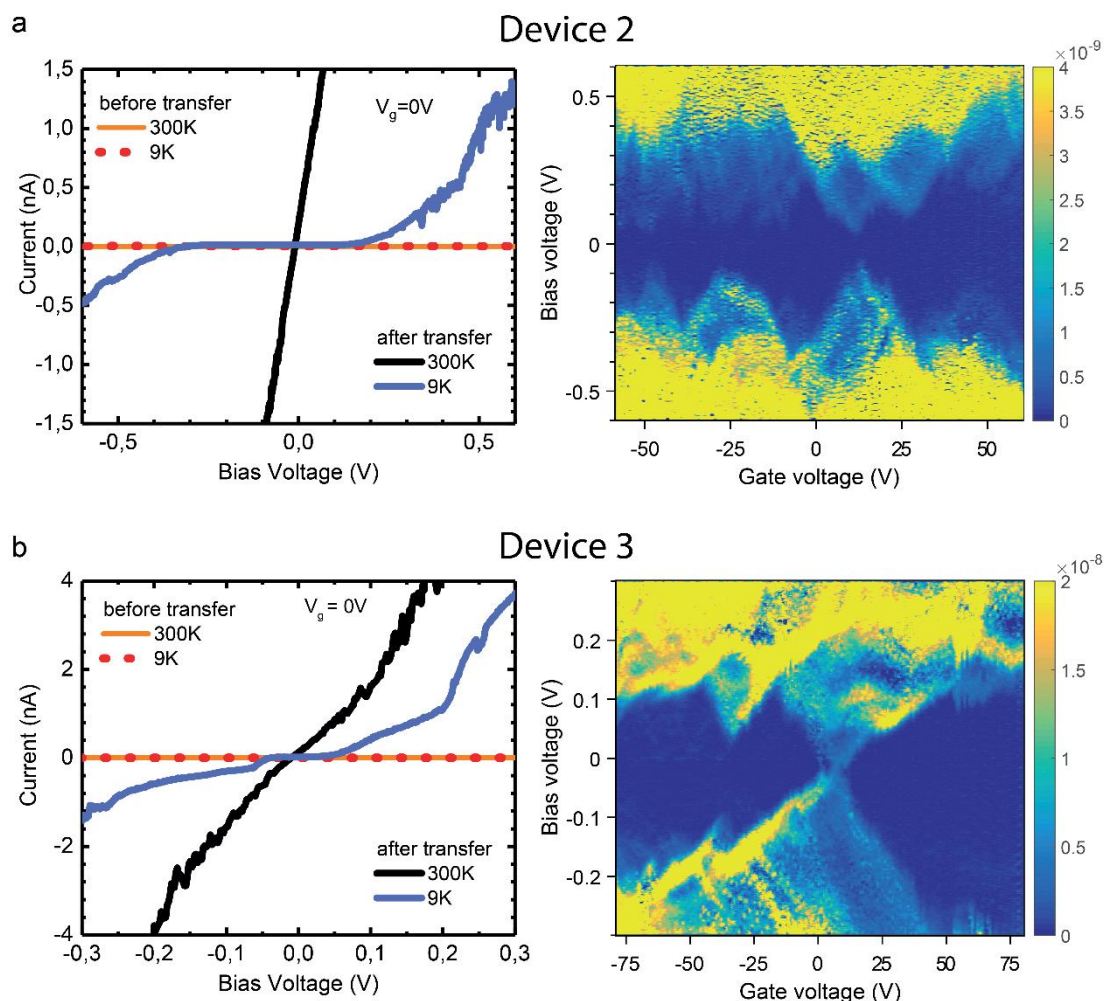 a
Device 2
before transfer
300K
9K
Vg=0V
after transfer
300K
9K
1,5
1,0
0,5
0,0
-0,5
-1,0
-1,5
Current (nA)
-0,5 0,0 0,5
Bias Voltage (V)
×10⁻⁹
0.5
0
-0.5
Bias voltage (V)
-50 -25 0 25 50
Gate voltage (V)
4
3.5
3
2.5
2
1.5
1
0.5
0
b
Device 3
before transfer
300K
9K
Vg = 0V
after transfer
300K
9K
4
2
0
-2
-4
Current (nA)
-0,3 -0,2 -0,1 0,0 0,1 0,2 0,3
Bias Voltage (V)
×10⁻⁸
0.2
0.1
0
-0.1
-0.2
Bias voltage (V)
-75 -50 -25 0 25 50 75
Gate voltage (V)
2
1.5
1
0.5
0